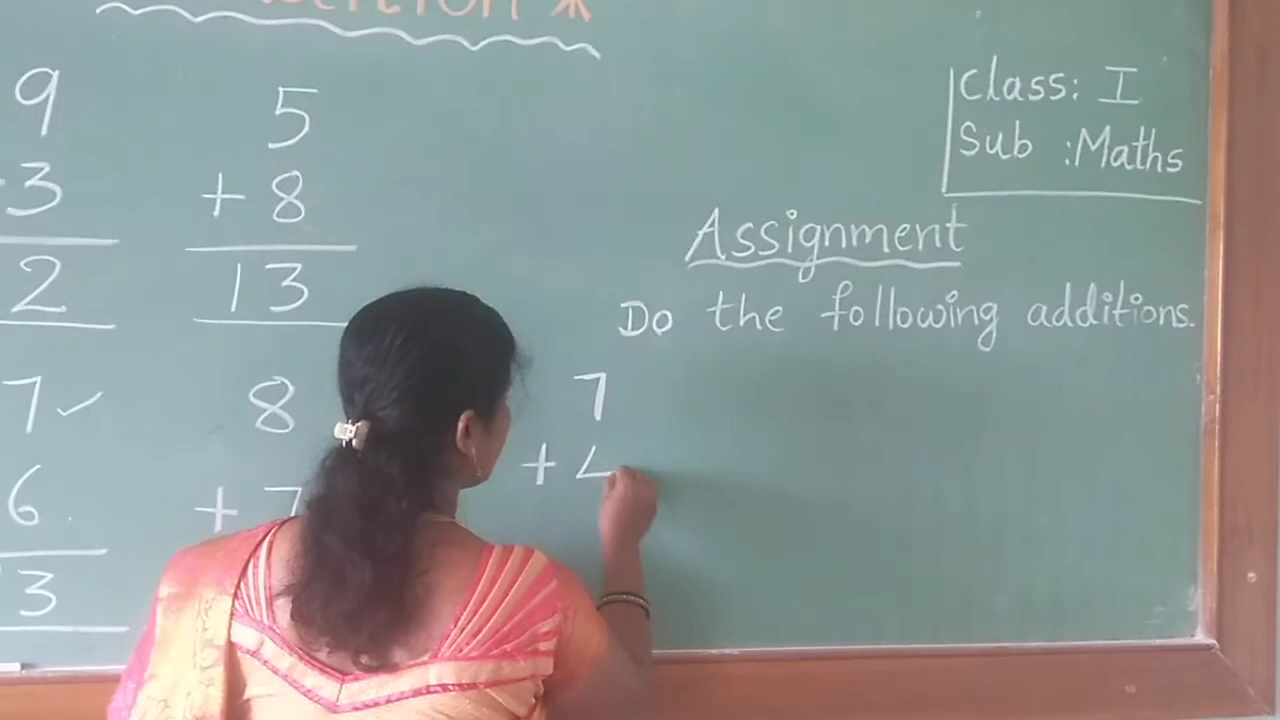 9 5
3 + 8
2 13
7 ✓ 8
6 + 7
3
Class: I
Sub : Maths
Assignment
Do the following additions.
7
+ 4